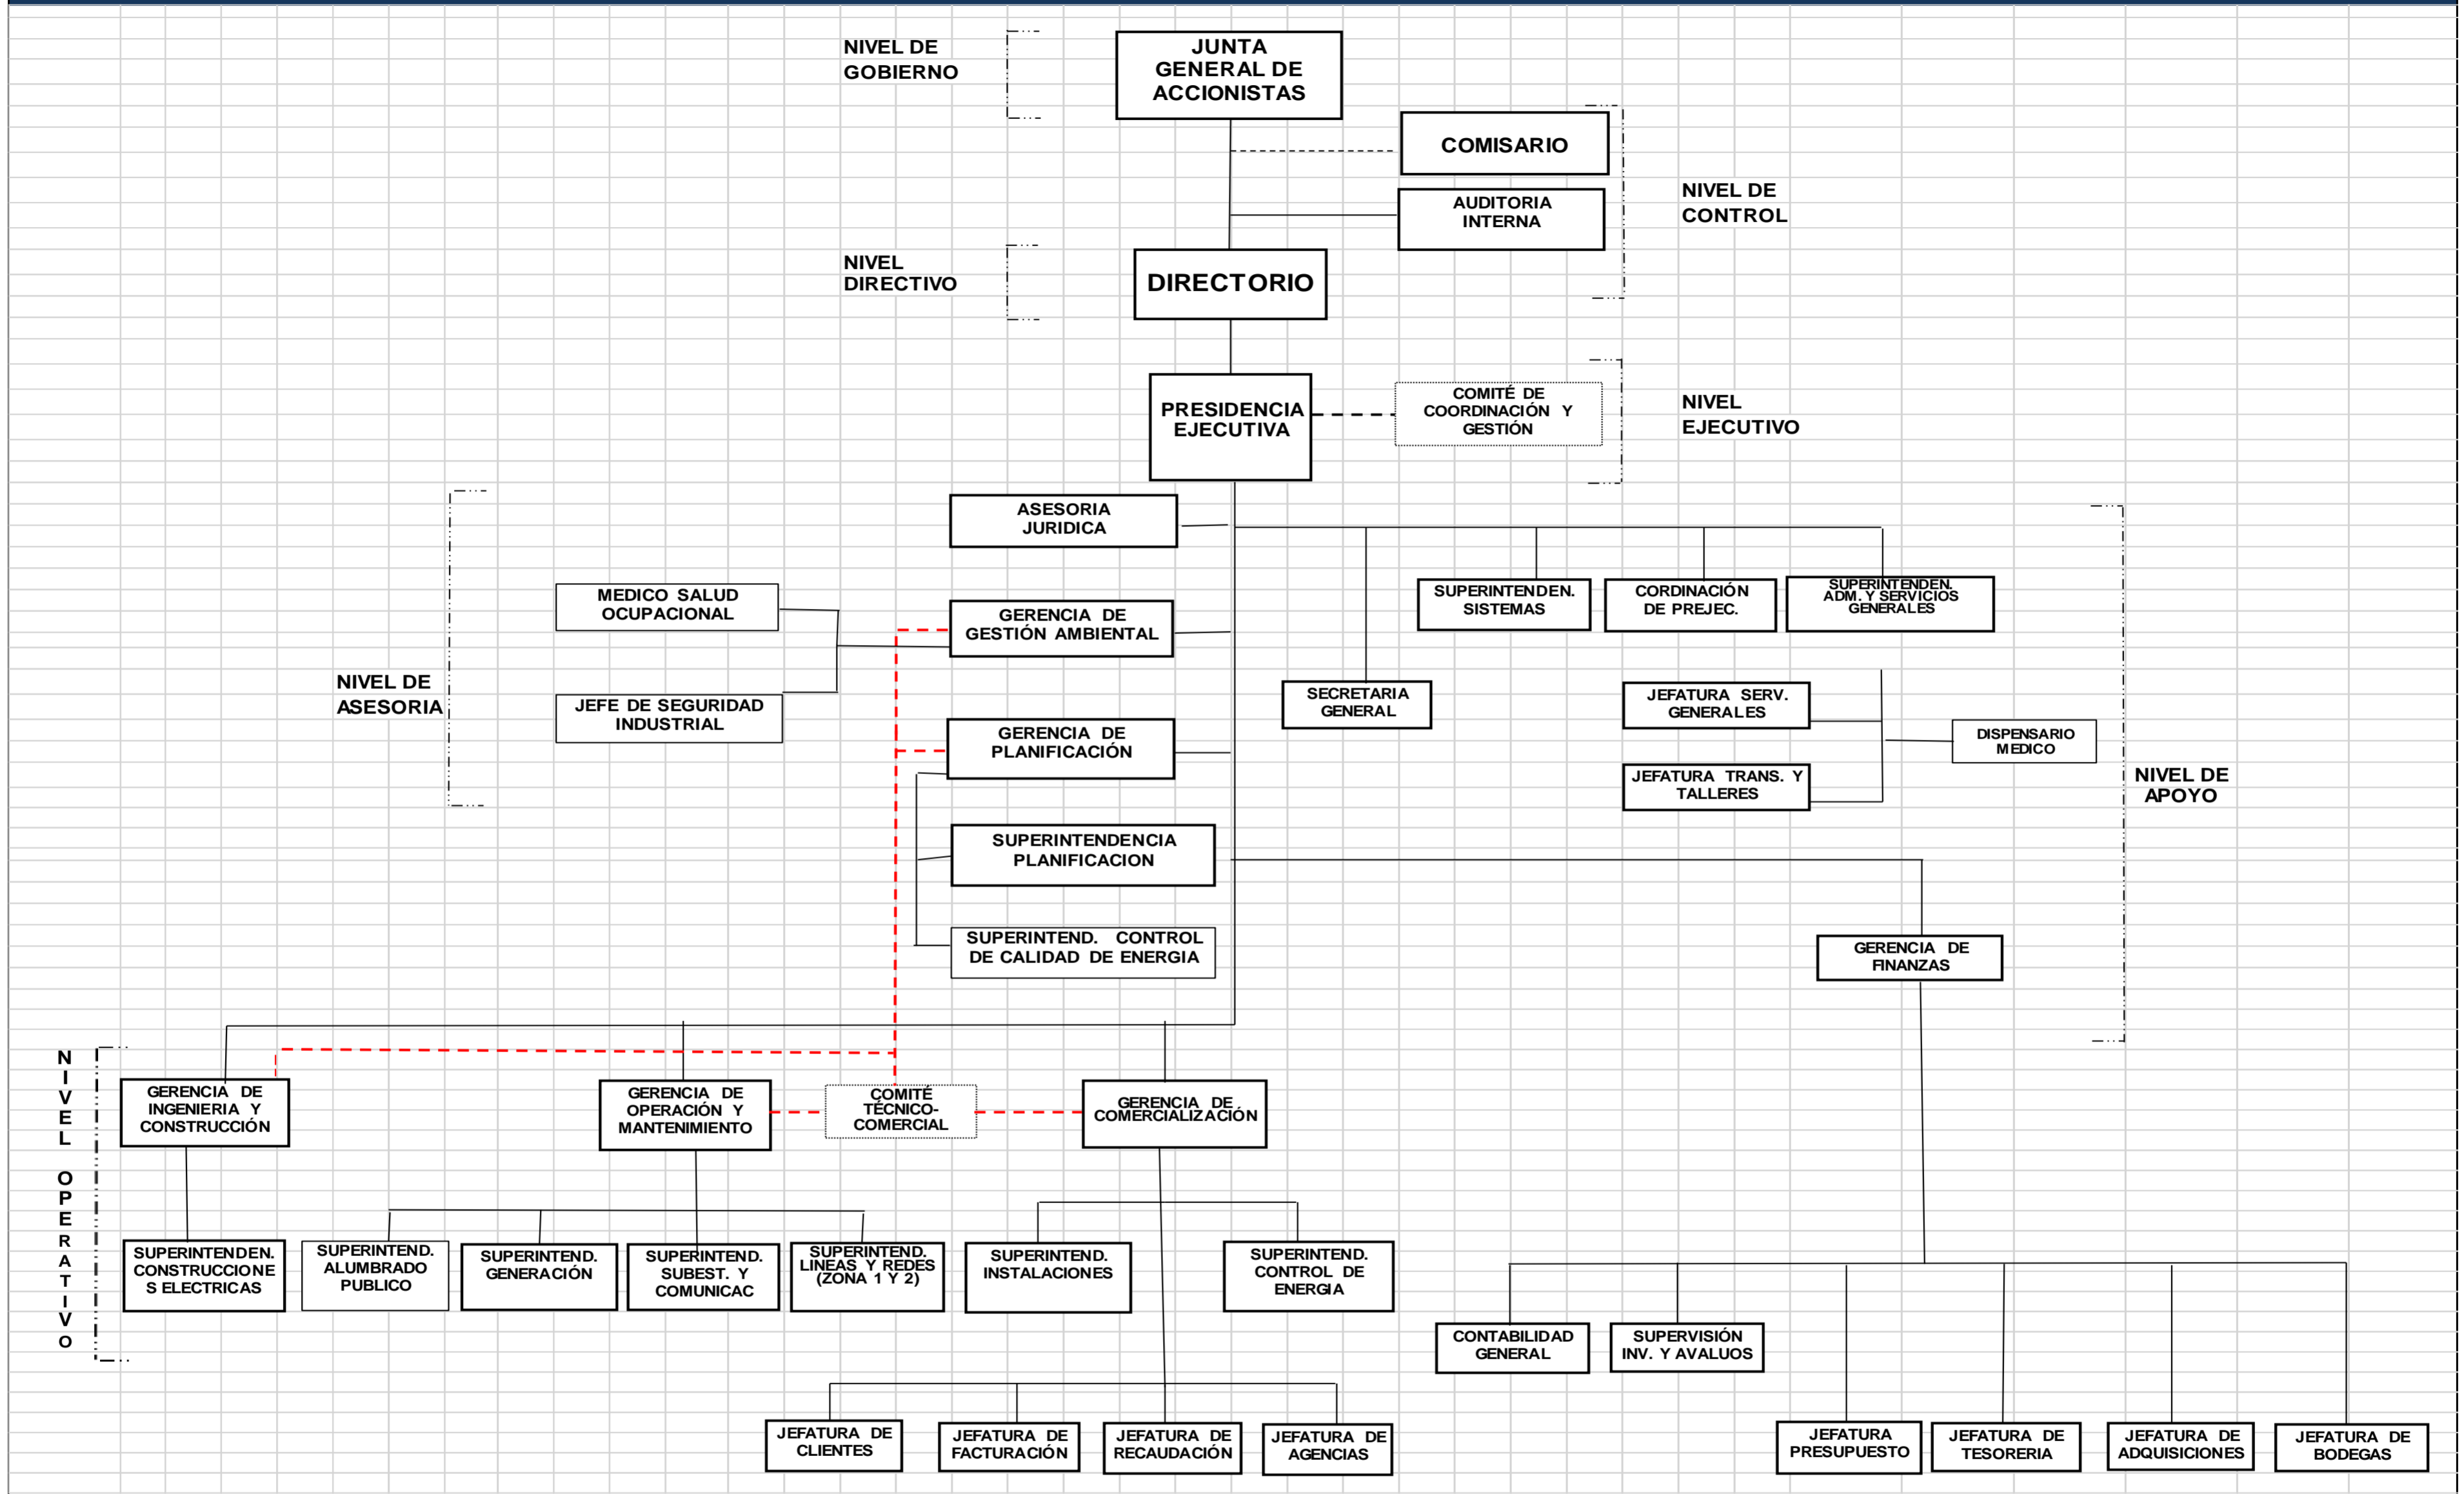 NIVEL DE
GOBIERNO
JUNTA
GENERAL DE
ACCIONISTAS
COMISARIO
AUDITORIA
INTERNA
NIVEL DE
CONTROL
NIVEL
DIRECTIVO
DIRECTORIO
PRESIDENCIA
EJECUTIVA
COMITÉ DE
COORDINACIÓN Y
GESTIÓN
NIVEL
EJECUTIVO
ASESORIA
JURIDICA
MEDICO SALUD
OCUPACIONAL
GERENCIA DE
GESTIÓN AMBIENTAL
SUPERINTENDEN.
SISTEMAS
CORDINACIÓN
DE PREJEC.
SUPERINTENDEN.
ADM. Y SERVICIOS
GENERALES
NIVEL DE
ASESORIA
JEFE DE SEGURIDAD
INDUSTRIAL
SECRETARIA
GENERAL
JEFATURA SERV.
GENERALES
GERENCIA DE
PLANIFICACIÓN
DISPENSARIO
MEDICO
JEFATURA TRANS. Y
TALLERES
NIVEL DE
APOYO
SUPERINTENDENCIA
PLANIFICACION
SUPERINTEND. CONTROL
DE CALIDAD DE ENERGIA
GERENCIA DE
FINANZAS
NIVEL OPERATIVO
GERENCIA DE
INGENIERIA Y
CONSTRUCCIÓN
GERENCIA DE
OPERACIÓN Y
MANTENIMIENTO
COMITÉ
TÉCNICO-
COMERCIAL
GERENCIA DE
COMERCIALIZACIÓN
SUPERINTENDEN.
CONSTRUCCIONE
S ELECTRICAS
SUPERINTEND.
ALUMBRADO
PUBLICO
SUPERINTEND.
GENERACIÓN
SUPERINTEND.
SUBEST. Y
COMUNICAC
SUPERINTEND.
LINEAS Y REDES
(ZONA 1 Y 2)
SUPERINTEND.
INSTALACIONES
SUPERINTEND.
CONTROL DE
ENERGIA
CONTABILIDAD
GENERAL
SUPERVISIÓN
INV. Y AVALUOS
JEFATURA DE
CLIENTES
JEFATURA DE
FACTURACIÓN
JEFATURA DE
RECAUDACIÓN
JEFATURA DE
AGENCIAS
JEFATURA
PRESUPUESTO
JEFATURA DE
TESORERIA
JEFATURA DE
ADQUISICIONES
JEFATURA DE
BODEGAS